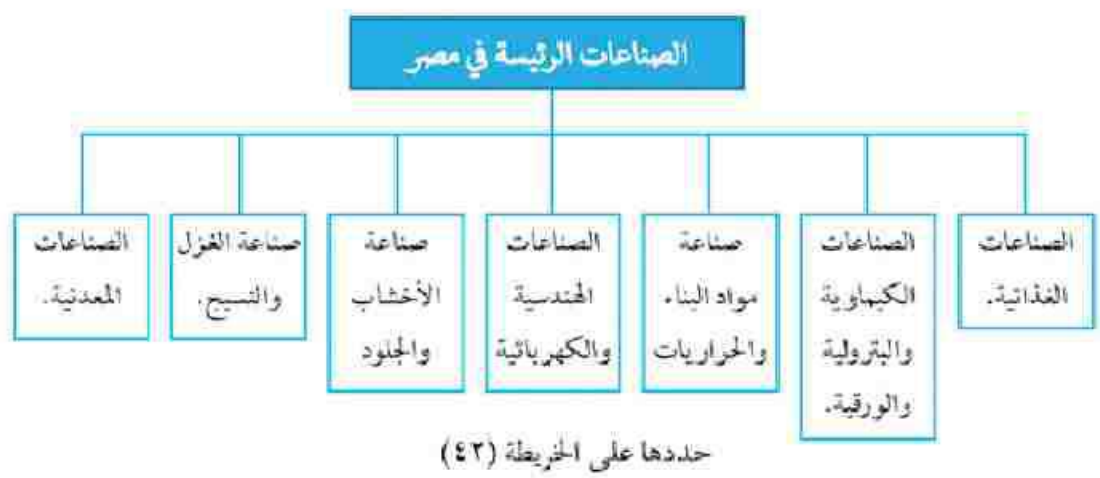 الصناعات الرئيسة في مصر
الصناعات
الغذائية.
الصناعات
الكيماوية
والبترولية
والورقية.
صناعة
مواد البناء
والحراريات
الصناعات
الهندسية
والكهربائية
صناعة
الأخشاب
والجلود
صناعة الغزل
والنسيج.
الصناعات
المعدنية.
حددها على الخريطة (٤٢)